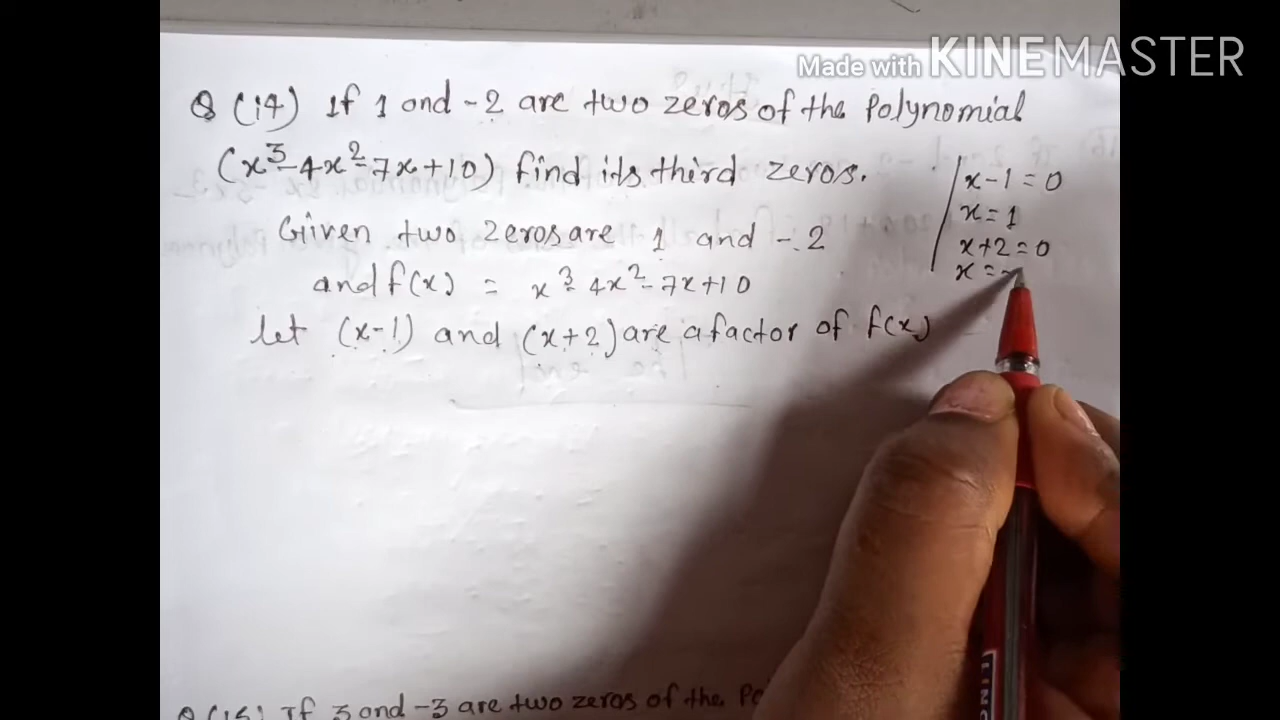 Made with KINEMASTER
Q (14) If 1 and -2 are two zeros of the Polynomial
(x³-4x²-7x+10) find its third zeros.
Given two zeros are 1 and -2
and f(x) = x³-4x²-7x+10
let (x-1) and (x+2) are a factor of f(x)
x-1=0
x=1
x+2=0
x=-
Q (15) If 3 and -3 are two zeros of the Po
LINC